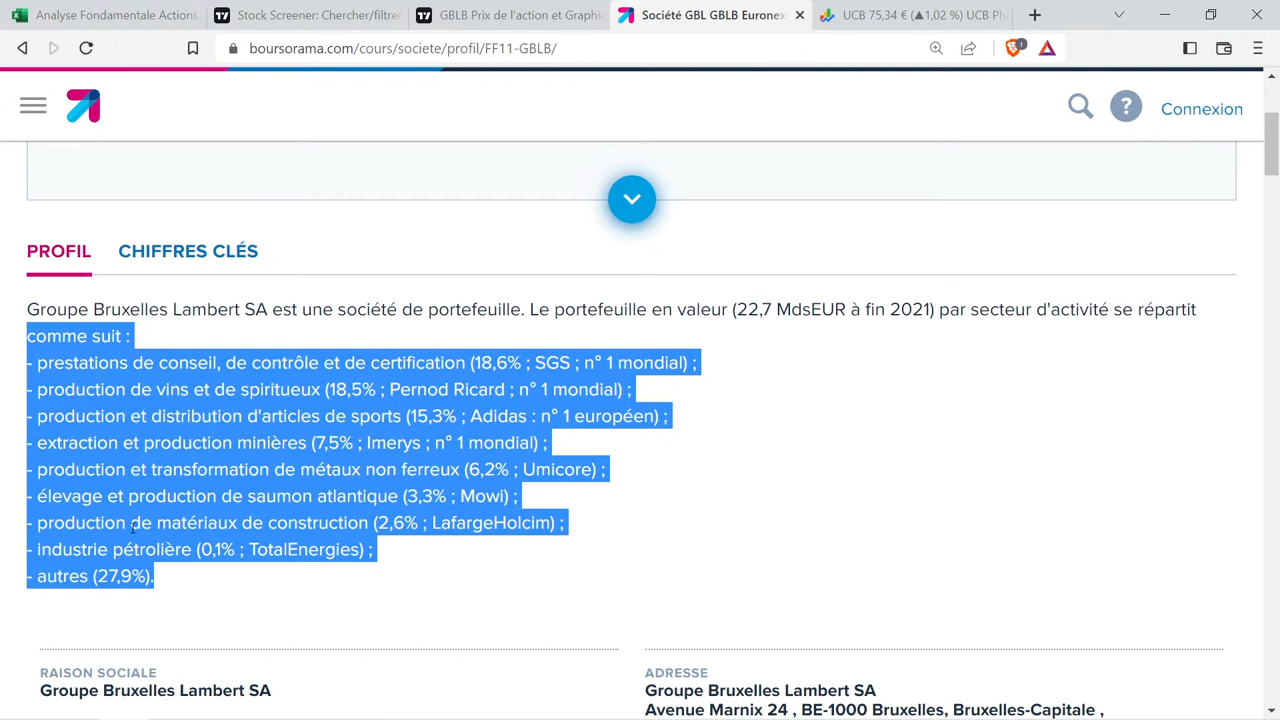 Analyse Fondamentale Actions
Stock Screener: Chercher/filtrer
GBLB Prix de l'action et Graphi
Société GBL GBLB Eurone
UCB 75,34 € (▲1,02 %) UCB Ph
boursorama.com/cours/societe/profil/FF11-GBLB/
1
?
Connexion
PROFIL
CHIFFRES CLÉS
Groupe Bruxelles Lambert SA est une société de portefeuille. Le portefeuille en valeur (22,7 MdsEUR à fin 2021) par secteur d'activité se répartit
comme suit :
- prestations de conseil, de contrôle et de certification (18,6% ; SGS ; n° 1 mondial) ;
- production de vins et de spiritueux (18,5% ; Pernod Ricard ; n° 1 mondial) ;
- production et distribution d'articles de sports (15,3% ; Adidas : n° 1 européen) ;
- extraction et production minières (7,5% ; Imerys ; n° 1 mondial) ;
- production et transformation de métaux non ferreux (6,2% ; Umicore) ;
- élevage et production de saumon atlantique (3,3% ; Mowi) ;
- production de matériaux de construction (2,6% ; LafargeHolcim) ;
- industrie pétrolière (0,1% ; TotalEnergies) ;
- autres (27,9%).
RAISON SOCIALE
Groupe Bruxelles Lambert SA
ADRESSE
Groupe Bruxelles Lambert SA
Avenue Marnix 24 , BE-1000 Bruxelles, Bruxelles-Capitale ,